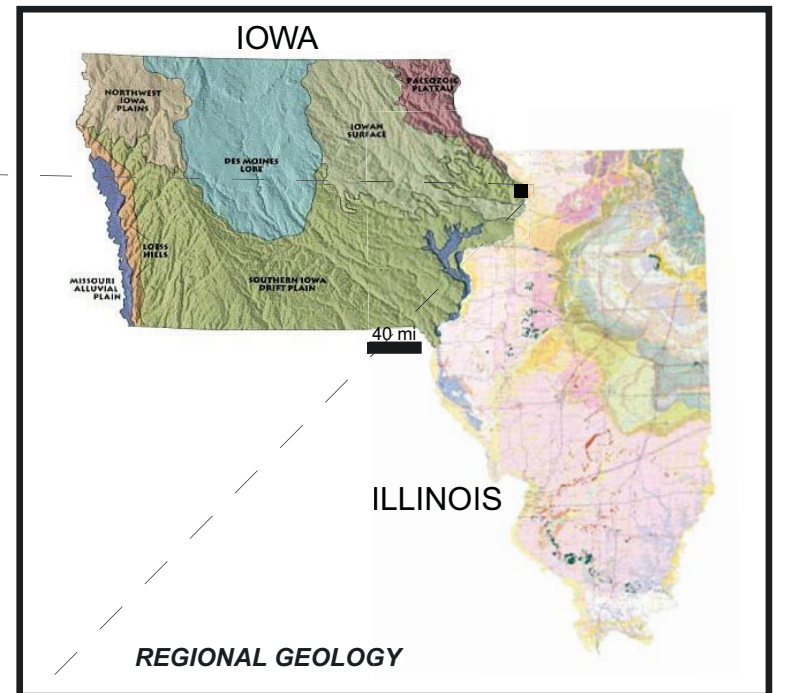 IOWA
PALEOZOIC
PLATEAU
NORTHWEST
IOWA
PLAINS
IOWAN
SURFACE
DES MOINES
LOBE
LOESS
HILLS
MISSOURI
ALLUVIAL
PLAIN
SOUTHERN IOWA
DRIFT PLAIN
40 mi
ILLINOIS
REGIONAL GEOLOGY